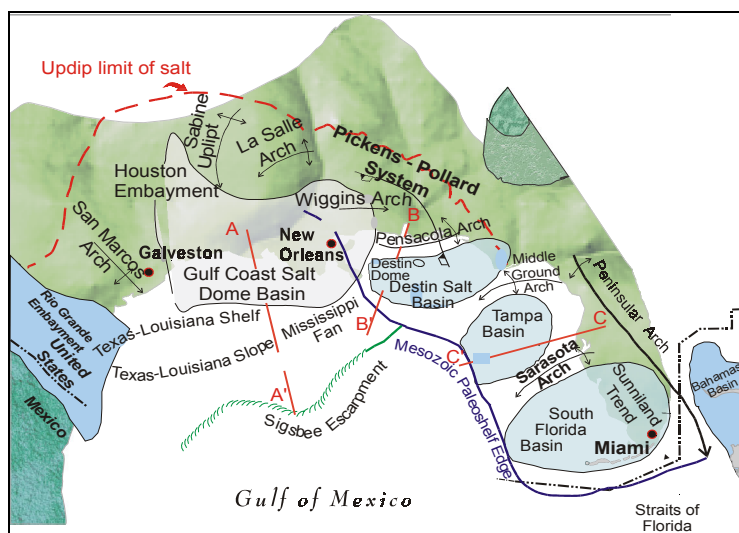 Updip limit of salt
Sabine
Uplipt
La Salle
Arch
Pickens - Pollard
System
Houston
Embayment
Wiggins Arch
San Marcos
Arch
A
B
Pensacola Arch
Galveston
New
Orleans
Destin
Dome
Destin Salt
Basin
Middle
Ground
Arch
Peninsular Arch
Gulf Coast Salt
Dome Basin
Rio Grande
Embayment
United
States
Mexico
Texas-Louisiana Shelf
Texas-Louisiana Slope
Mississippi
Fan
B'
Tampa
Basin
C
C'
Mesozoic Paleoshelf Edge
Sarasota
Arch
Sunniland
Trend
Bahamas Basin
A'
Sigsbee Escarpment
South
Florida
Basin
Miami
Gulf of Mexico
Straits of
Florida